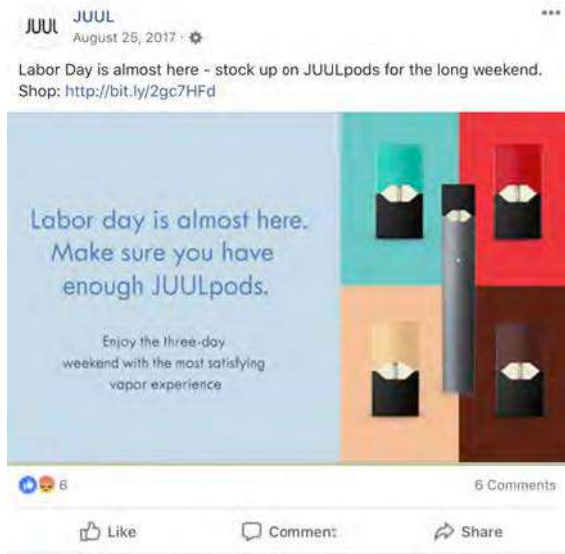 JUUL
JUUL
August 25, 2017 ·
Labor Day is almost here - stock up on JUULpods for the long weekend.
Shop: http://bit.ly/2gc7HFd
Labor day is almost here.
Make sure you have
enough JUULpods.
Enjoy the three-day
weekend with the most satisfying
vapor experience
6
6 Comments
Like
Comment
Share